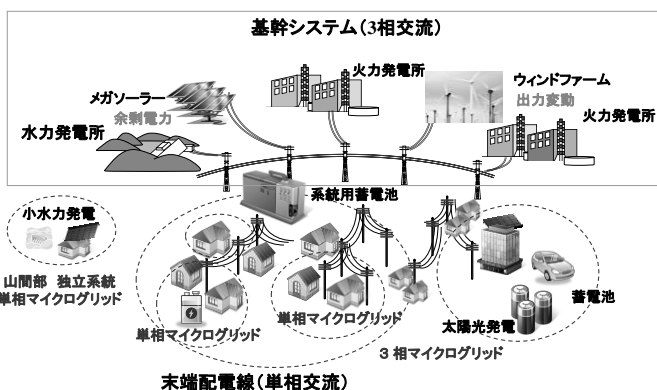 基幹システム(3相交流)
メガソーラー
余剰電力
火力発電所
ウィンドファーム
出力変動
火力発電所
水力発電所
系統用蓄電池
小水力発電
山間部 独立系統
単相マイクログリッド
単相マイクログリッド
単相マイクログリッド
蓄電池
太陽光発電
3相マイクログリッド
末端配電線(単相交流)